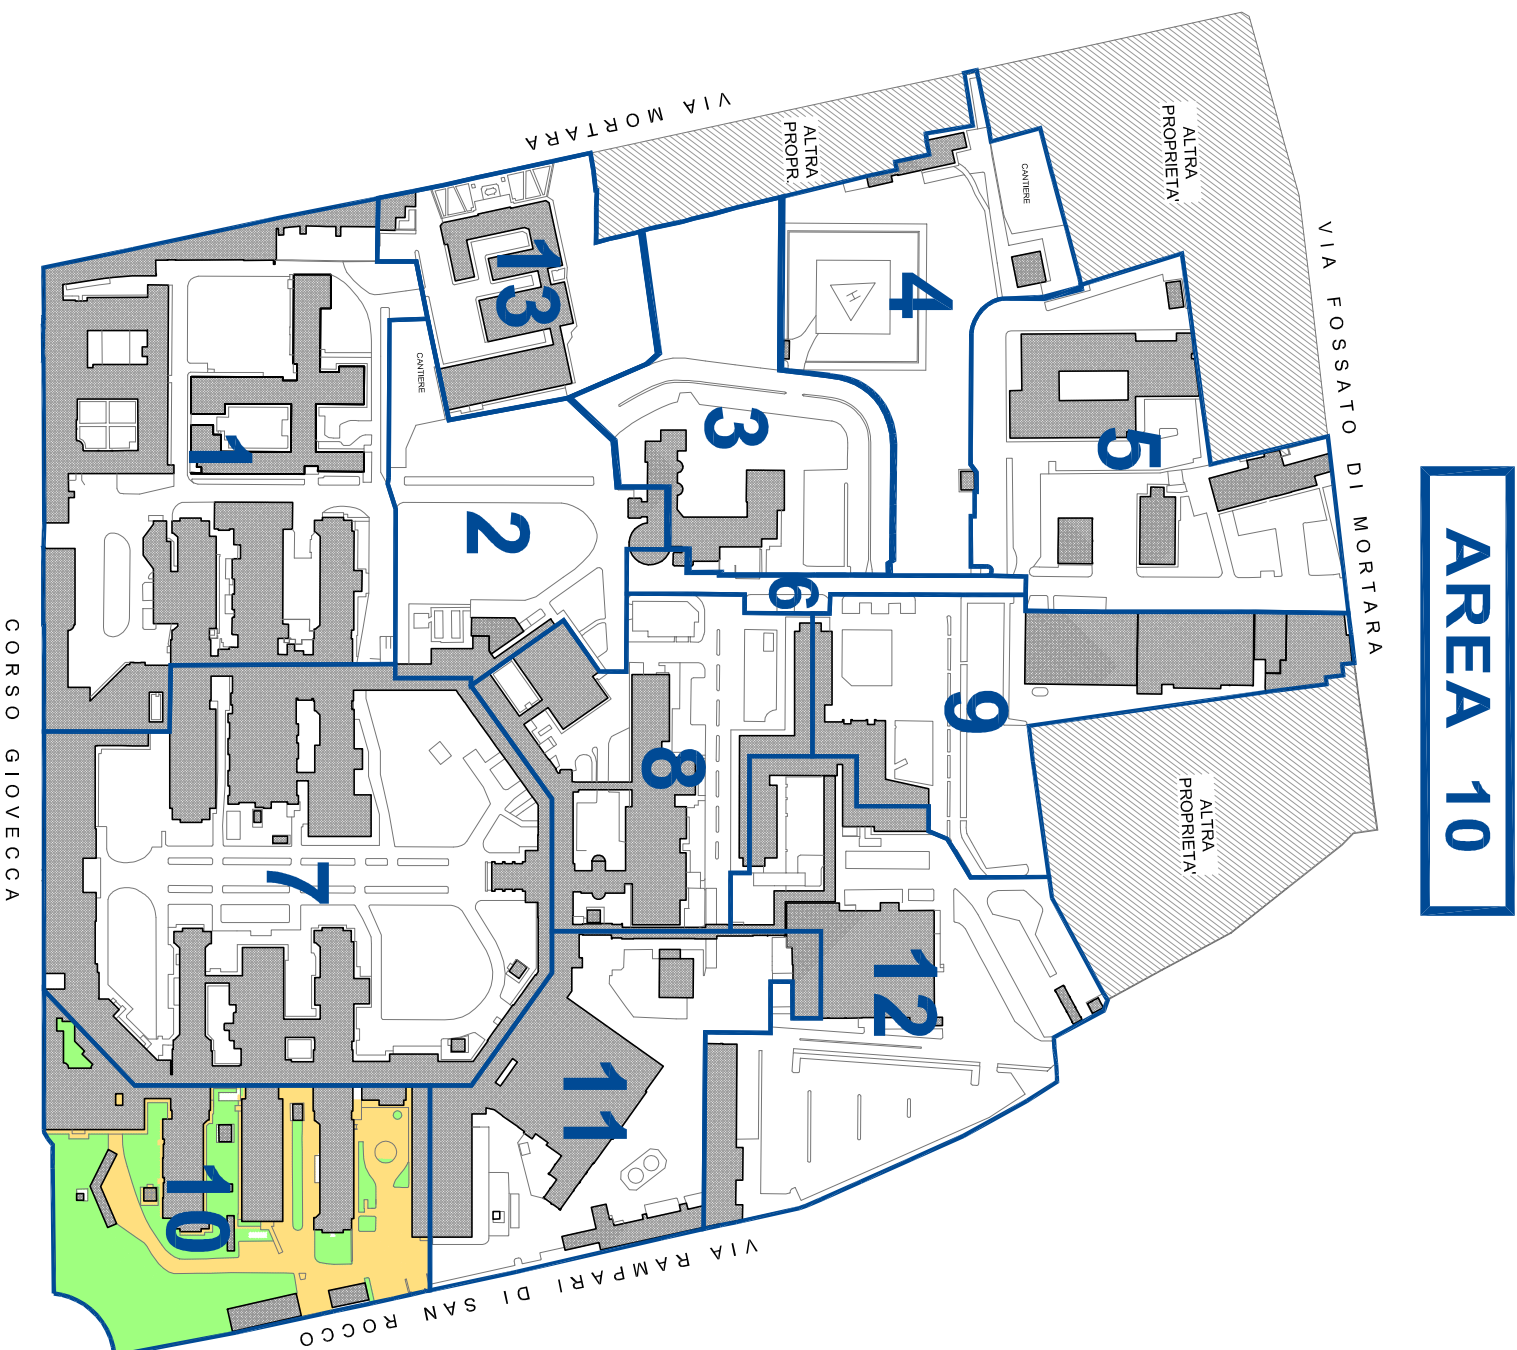 VIA MORTARA
ALTRA
PROPR.
ALTRA
PROPRIETA'
CANTIERE
VIA FOSSATO DI MORTARA
13
4
CANTIERE
3
5
1
2
6
AREA 10
9
8
ALTRA
PROPRIETA'
CORSO GIOVECCA
7
12
11
10
VIA RAMPARI DI SAN ROCCO
H